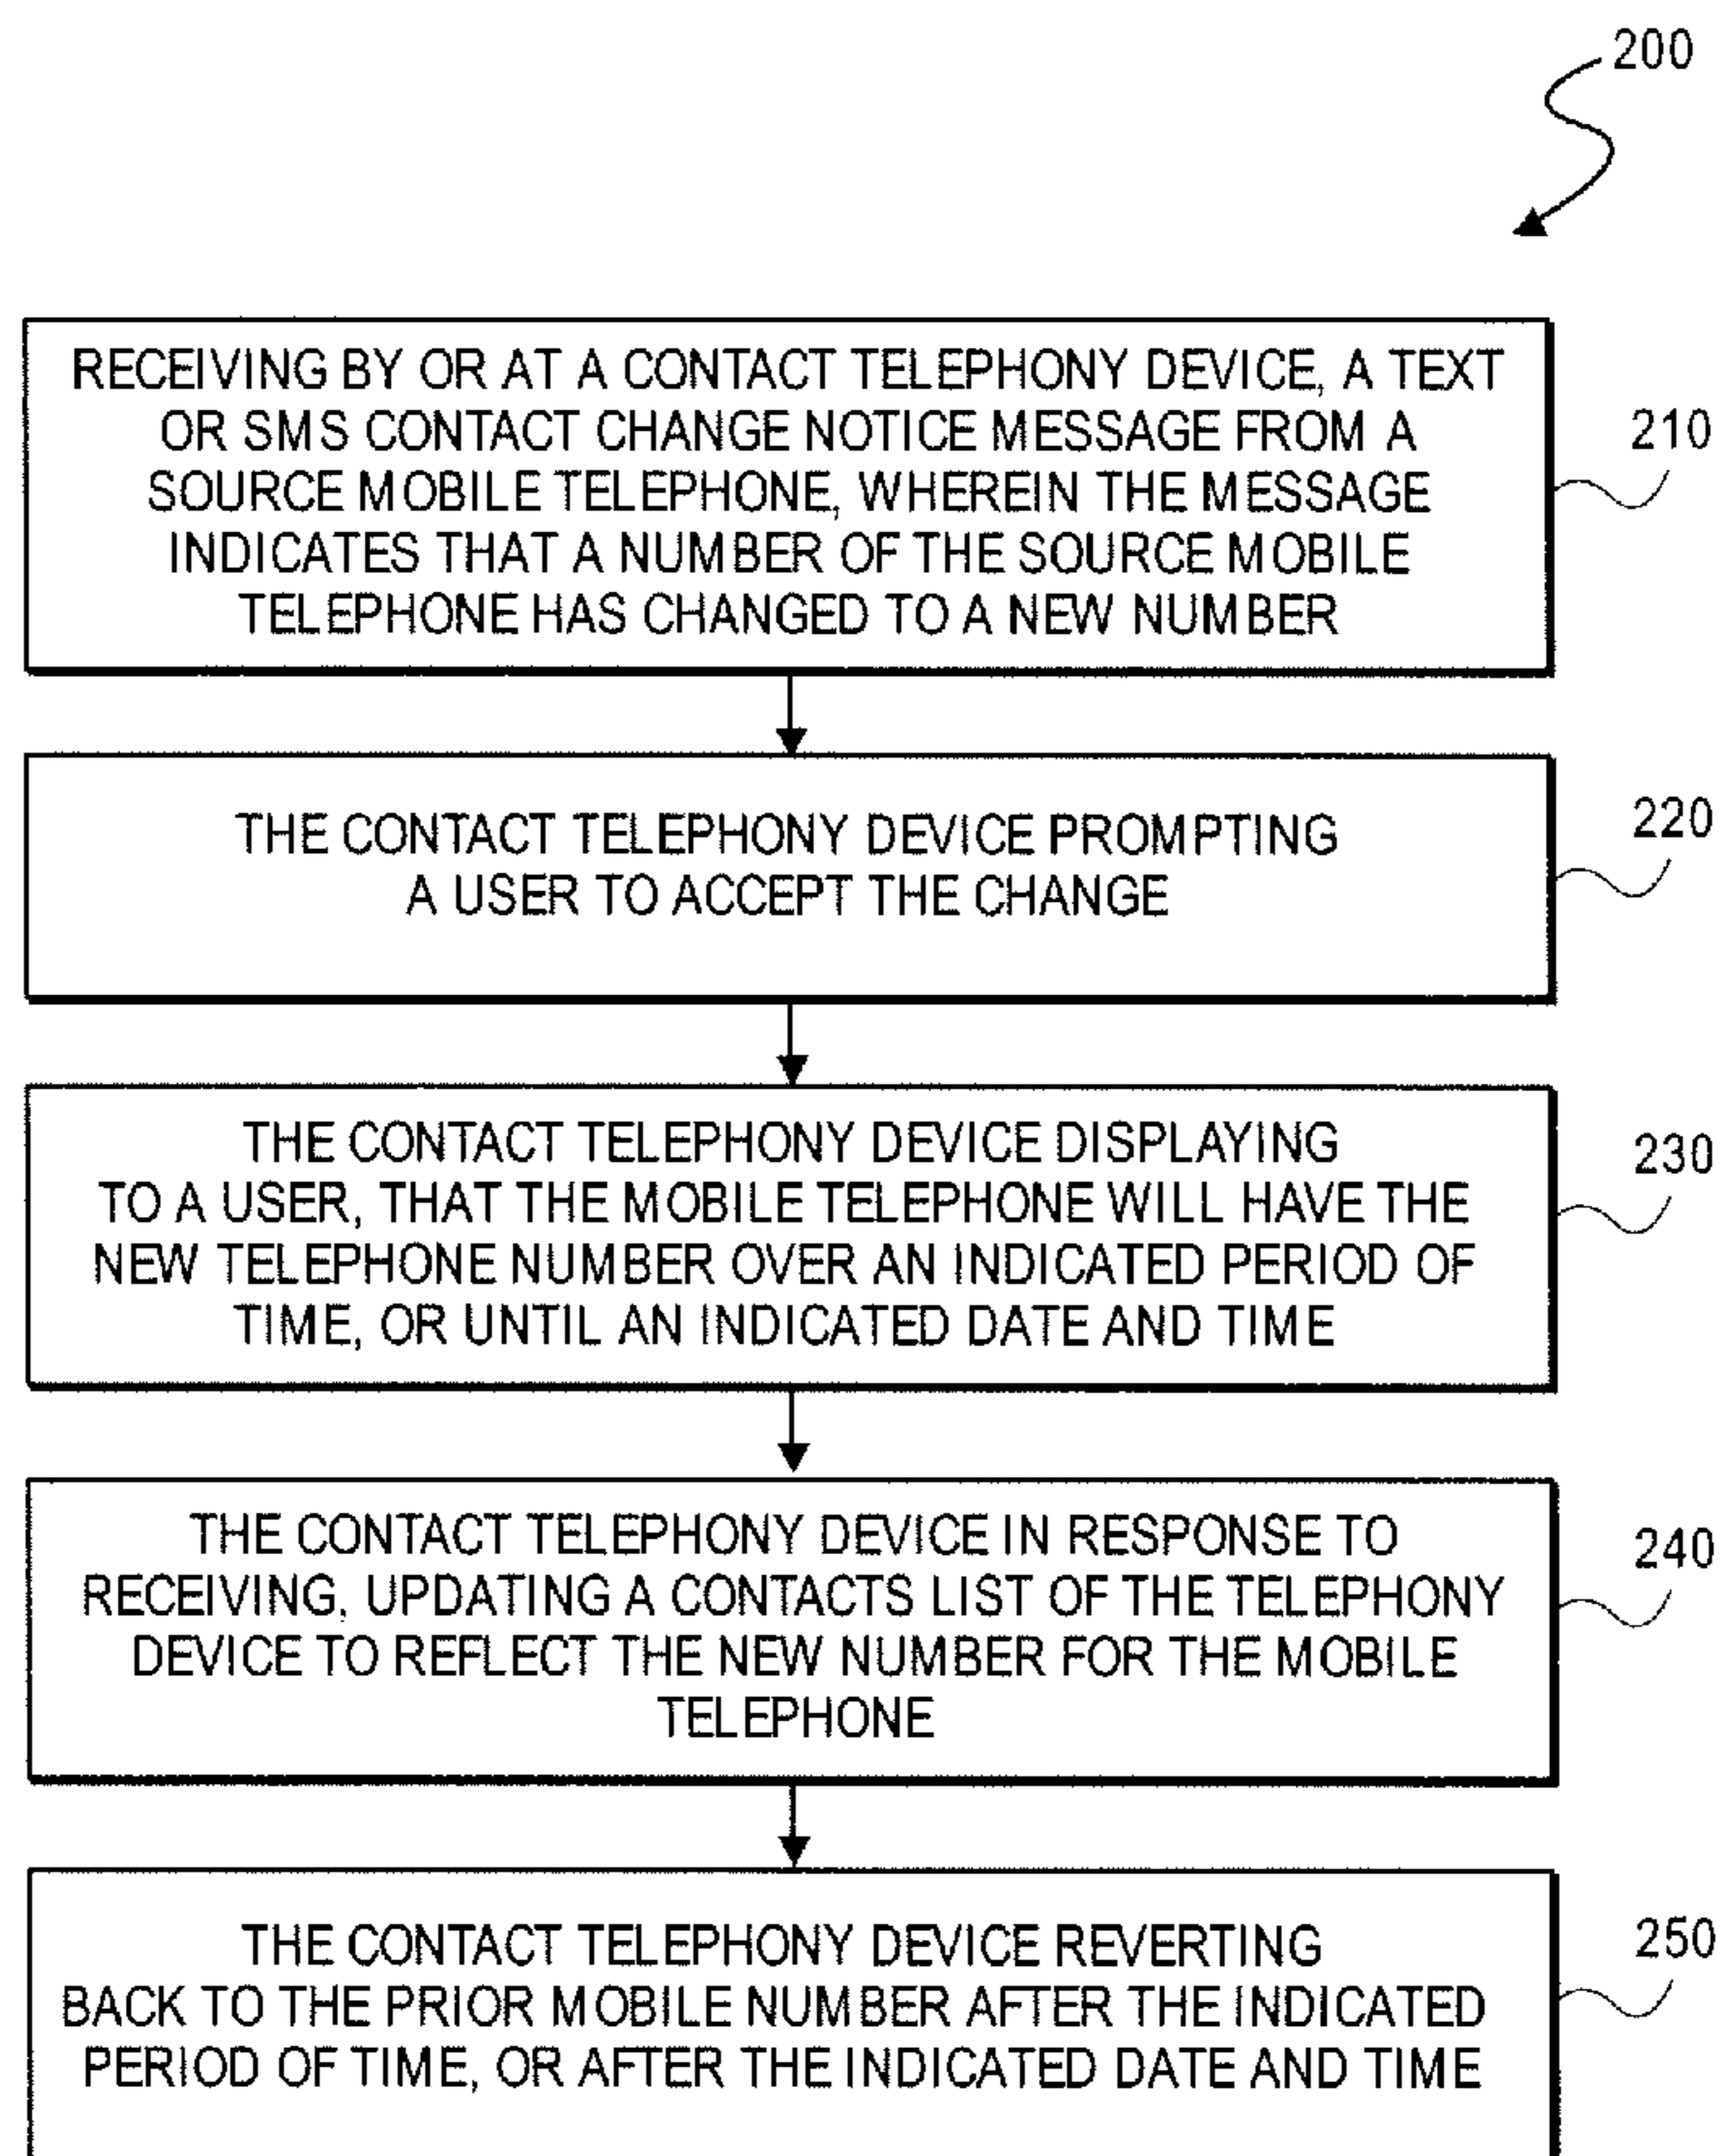 200
RECEIVING BY OR AT A CONTACT TELEPHONY DEVICE, A TEXT
OR SMS CONTACT CHANGE NOTICE MESSAGE FROM A
SOURCE MOBILE TELEPHONE, WHEREIN THE MESSAGE
INDICATES THAT A NUMBER OF THE SOURCE MOBILE
TELEPHONE HAS CHANGED TO A NEW NUMBER
210
THE CONTACT TELEPHONY DEVICE PROMPTING
A USER TO ACCEPT THE CHANGE
220
THE CONTACT TELEPHONY DEVICE DISPLAYING
TO A USER, THAT THE MOBILE TELEPHONE WILL HAVE THE
NEW TELEPHONE NUMBER OVER AN INDICATED PERIOD OF
TIME, OR UNTIL AN INDICATED DATE AND TIME
230
THE CONTACT TELEPHONY DEVICE IN RESPONSE TO
RECEIVING, UPDATING A CONTACTS LIST OF THE TELEPHONY
DEVICE TO REFLECT THE NEW NUMBER FOR THE MOBILE
TELEPHONE
240
THE CONTACT TELEPHONY DEVICE REVERTING
BACK TO THE PRIOR MOBILE NUMBER AFTER THE INDICATED
PERIOD OF TIME, OR AFTER THE INDICATED DATE AND TIME
250